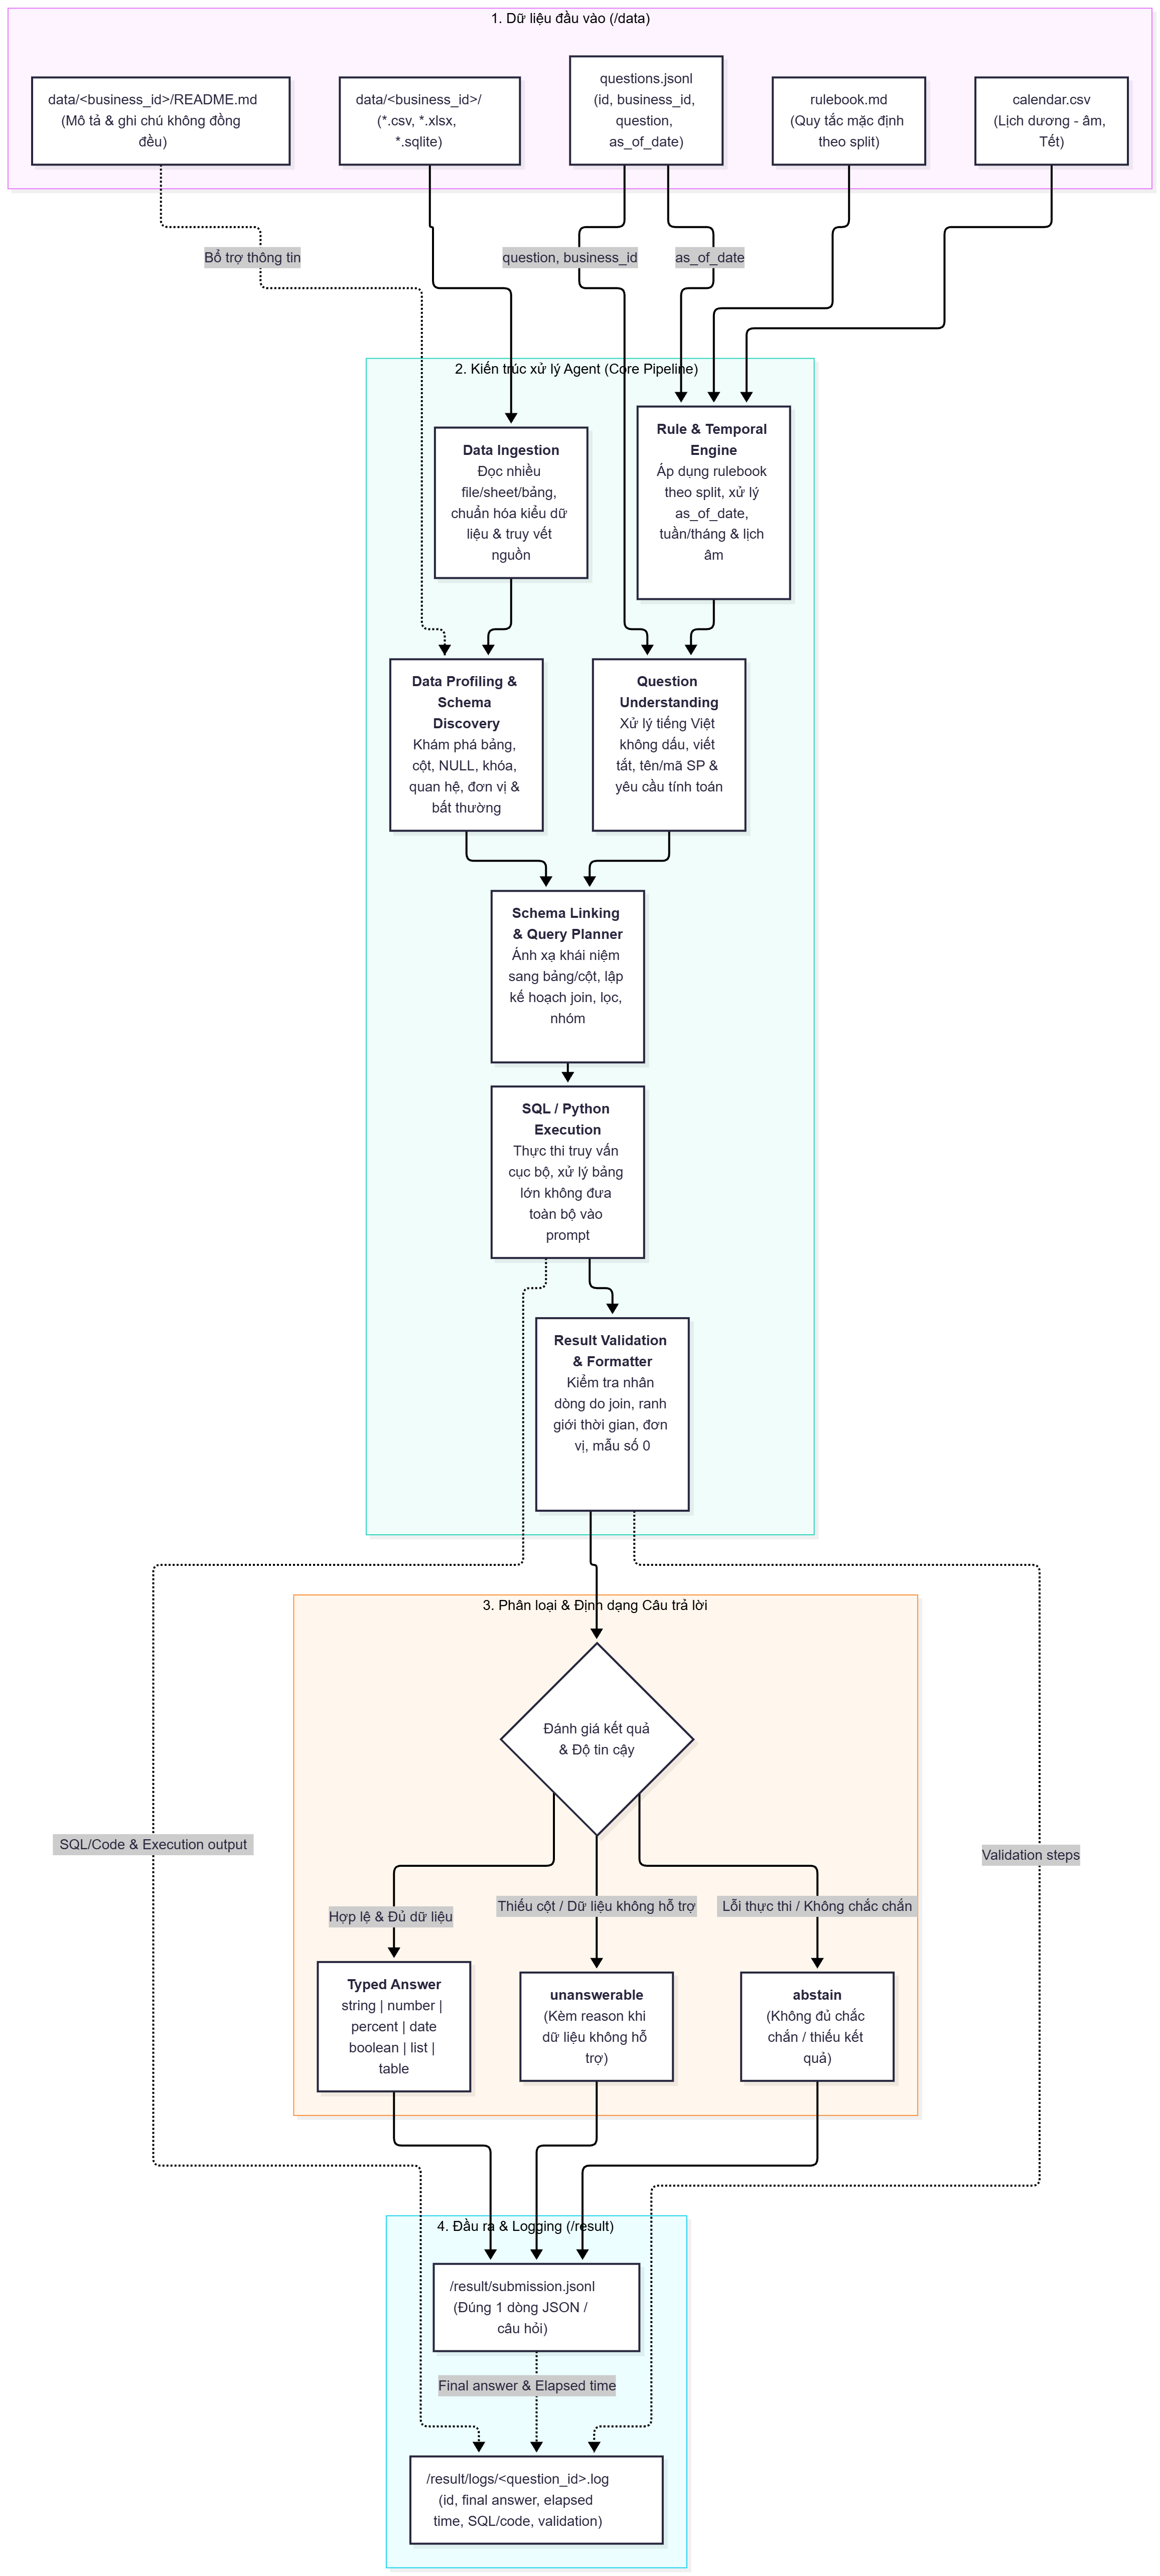 1. Dữ liệu đầu vào (/data)
data/<business_id>/README.md
(Mô tả & ghi chú không đồng
đều)
data/<business_id>/
(*.csv, *.xlsx,
*.sqlite)
questions.jsonl
(id, business_id,
question,
as_of_date)
rulebook.md
(Quy tắc mặc định
theo split)
calendar.csv
(Lịch dương - âm,
Tết)
Bổ trợ thông tin
question, business_id
as_of_date
2. Kiến trúc xử lý Agent (Core Pipeline)
Data Ingestion
Đọc nhiều
file/sheet/bảng,
chuẩn hóa kiểu dữ
liệu & truy vết
nguồn
Rule & Temporal
Engine
Áp dụng rulebook
theo split, xử lý
as_of_date,
tuần/tháng & lịch
âm
Data Profiling &
Schema
Discovery
Khám phá bảng,
cột, NULL, khóa,
quan hệ, đơn vị &
bất thường
Question
Understanding
Xử lý tiếng Việt
không dấu, viết
tắt, tên/mã SP &
yêu cầu tính toán
Schema Linking
& Query Planner
Ánh xạ khái niệm
sang bảng/cột, lập
kế hoạch join, lọc,
nhóm
SQL / Python
Execution
Thực thi truy vấn
cục bộ, xử lý bảng
lớn không đưa
toàn bộ vào
prompt
Result Validation
& Formatter
Kiểm tra nhân
dòng do join, ranh
giới thời gian, đơn
vị, mẫu số 0
3. Phân loại & Định dạng Câu trả lời
Đánh giá kết quả
& Độ tin cậy
SQL/Code & Execution output
Validation steps
Hợp lệ & Đủ dữ liệu
Thiếu cột / Dữ liệu không hỗ trợ
Lỗi thực thi / Không chắc chắn
Typed Answer
string | number |
percent | date
boolean | list |
table
unanswerable
(Kèm reason khi
dữ liệu không hỗ
trợ)
abstain
(Không đủ chắc
chắn / thiếu kết
quả)
4. Đầu ra & Logging (/result)
/result/submission.jsonl
(Đúng 1 dòng JSON /
câu hỏi)
Final answer & Elapsed time
/result/logs/<question_id>.log
(id, final answer, elapsed
time, SQL/code, validation)